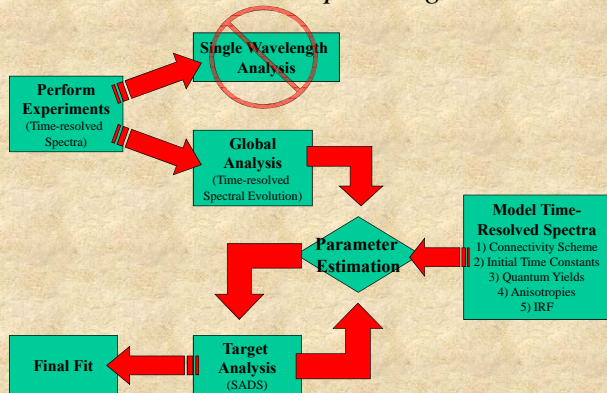 Single Wavelength
Analysis
Perform
Experiments
(Time-resolved
Spectra)
Global
Analysis
(Time-resolved
Spectral Evolution)
Model Time-
Resolved Spectra
1) Connectivity Scheme
2) Initial Time Constants
3) Quantum Yields
4) Anisotropies
5) IRF
Parameter
Estimation
Target
Analysis
(SADS)
Final Fit